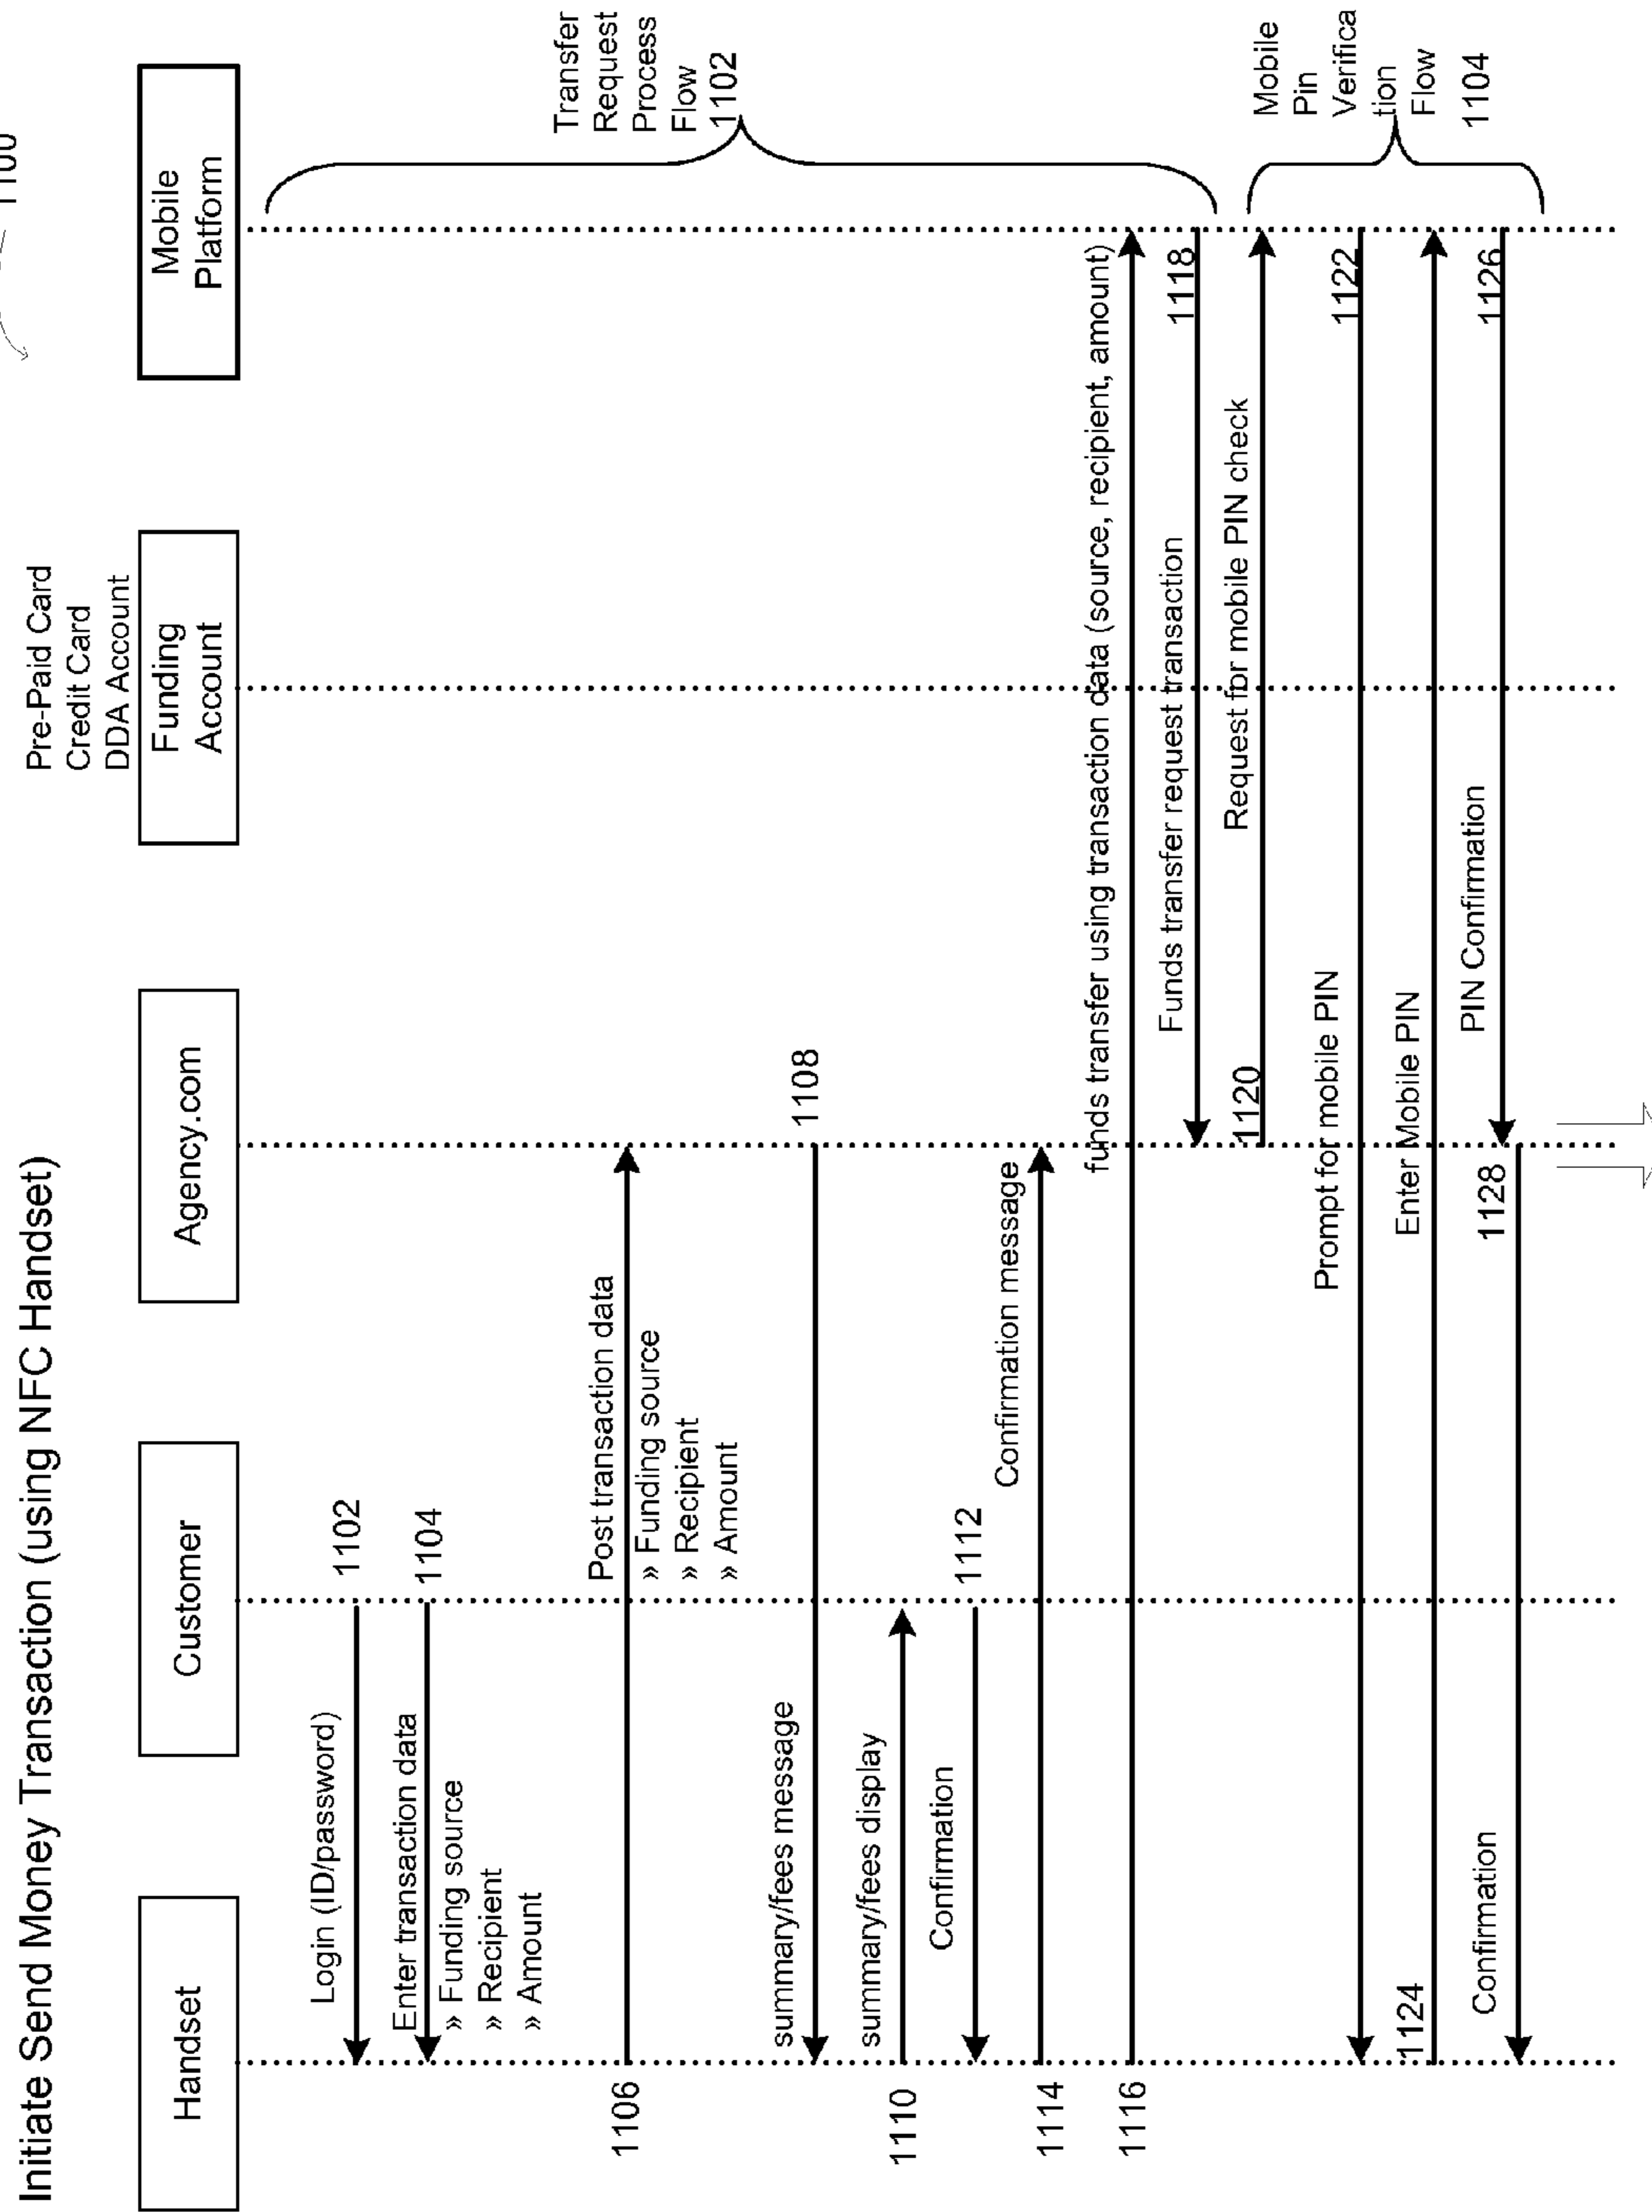 1100
Initiate Send Money Transaction (using NFC Handset)
Pre-Paid Card
Credit Card
DDA Account
Handset
Customer
Agency.com
Funding
Account
Mobile
Platform
Login (ID/password)
1102
Enter transaction data
1104
» Funding source
» Recipient
» Amount
1106
Post transaction data
» Funding source
» Recipient
» Amount
summary/fees message
1108
1110
summary/fees display
Confirmation
1112
1114
Confirmation message
1116
funds transfer using transaction data (source, recipient, amount)
Funds transfer request transaction
1118
Transfer
Request
Process
Flow
1102
1120
Request for mobile PIN check
Prompt for mobile PIN
1122
1124
Enter Mobile PIN
PIN Confirmation
1126
Confirmation
1128
Mobile
Pin
Verifica
tion
Flow
1104